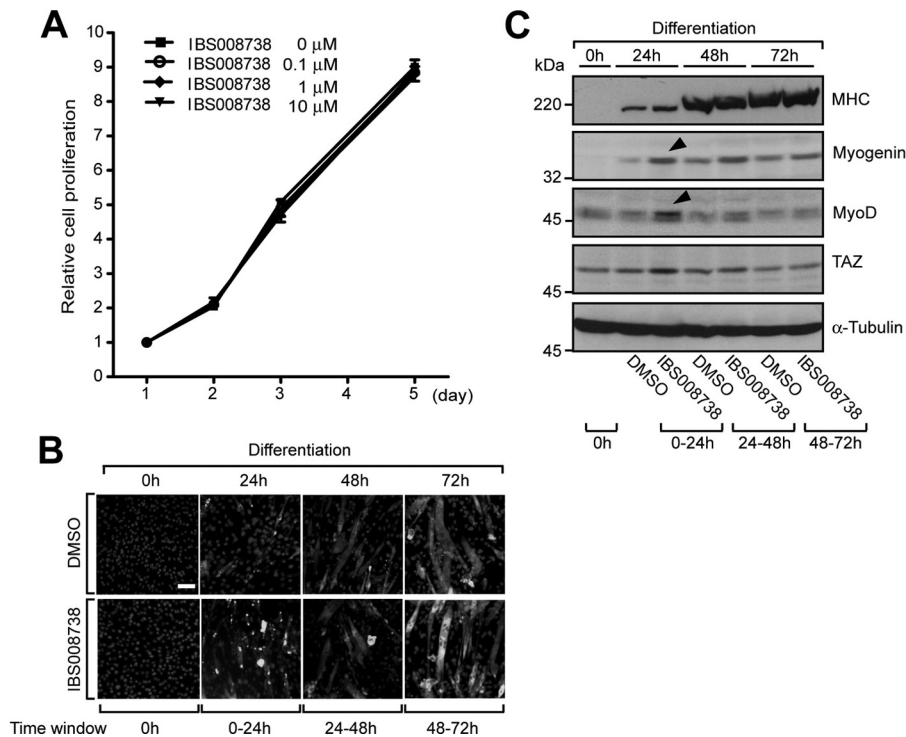 A
Relative cell proliferation
10
9
8
7
6
5
4
3
2
1
0
IBS008738 0 μM
IBS008738 0.1 μM
IBS008738 1 μM
IBS008738 10 μM
1 2 3 4 5 (day)
B
Differentiation
0h 24h 48h 72h
DMSO
IBS008738
Time window 0h 0-24h 24-48h 48-72h
C
Differentiation
0h 24h 48h 72h
kDa
220 MHC
Myogenin
32
MyoD
45
TAZ
45
α-Tubulin
45
DMSO IBS008738 DMSO IBS008738 DMSO IBS008738
0h 0-24h 24-48h 48-72h